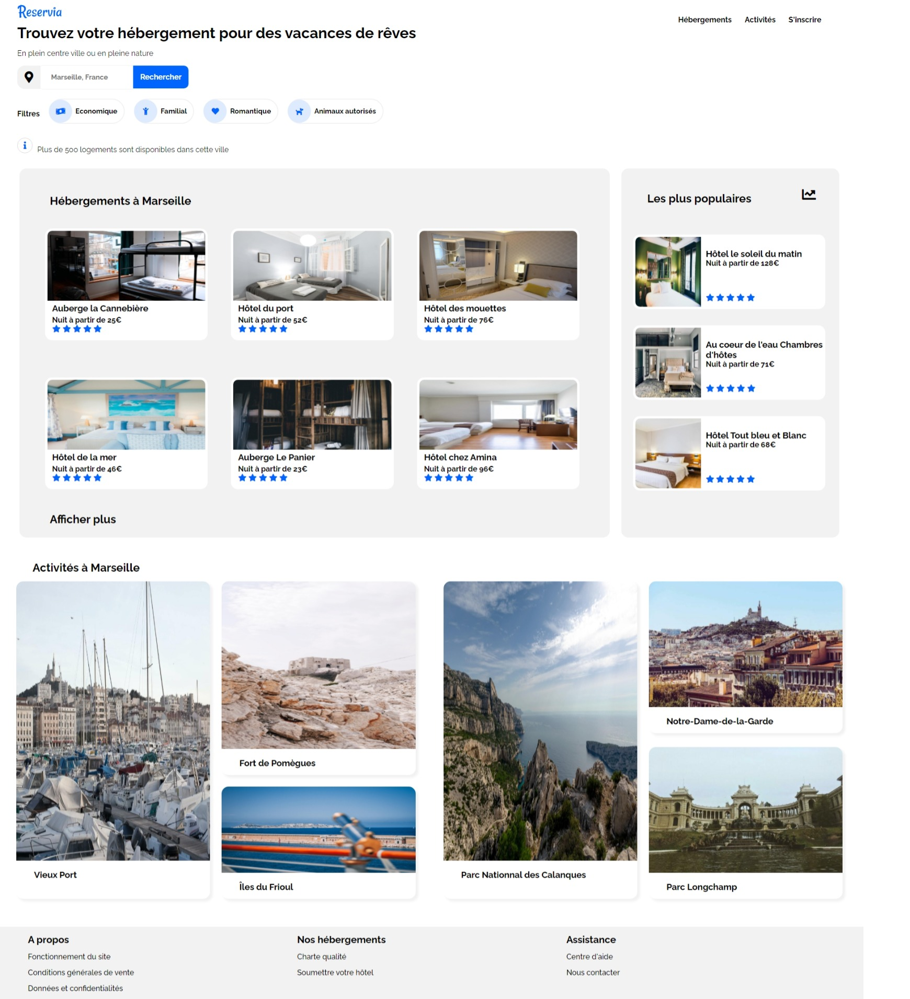 Reservia
Hébergements
Activités
S'inscrire
Trouvez votre hébergement pour des vacances de rêves
En plein centre ville ou en pleine nature
Marseille, France
Rechercher
Filtres
Economique
Familial
Romantique
Animaux autorisés
Plus de 500 logements sont disponibles dans cette ville
Hébergements à Marseille
Auberge la Cannebière
Nuit à partir de 25€
Hôtel du port
Nuit à partir de 52€
Hôtel des mouettes
Nuit à partir de 76€
Hôtel de la mer
Nuit à partir de 46€
Auberge Le Panier
Nuit à partir de 23€
Hôtel chez Amina
Nuit à partir de 96€
Afficher plus
Les plus populaires
Hôtel le soleil du matin
Nuit à partir de 128€
Au coeur de l'eau Chambres
d'hôtes
Nuit à partir de 71€
Hôtel Tout bleu et Blanc
Nuit à partir de 68€
Activités à Marseille
Vieux Port
Fort de Pomègues
Îles du Frioul
Parc Nationnal des Calanques
Notre-Dame-de-la-Garde
Parc Longchamp
A propos
Fonctionnement du site
Conditions générales de vente
Données et confidentialités
Nos hébergements
Charte qualité
Soumettre votre hôtel
Assistance
Centre d'aide
Nous contacter